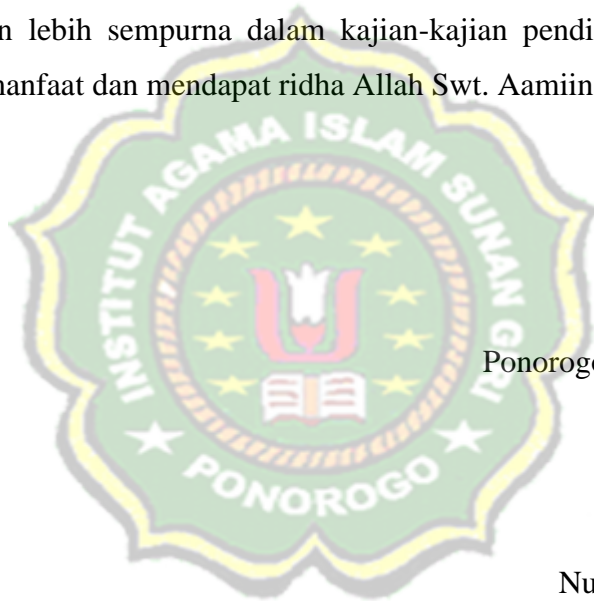 n lebih sempurna dalam kajian-kajian pendi
manfaat dan mendapat ridha Allah Swt. Aamiin
INSTITUT AGAMA ISLAM SUNAN GIRI
PONOROGO
Ponorogo
Nu